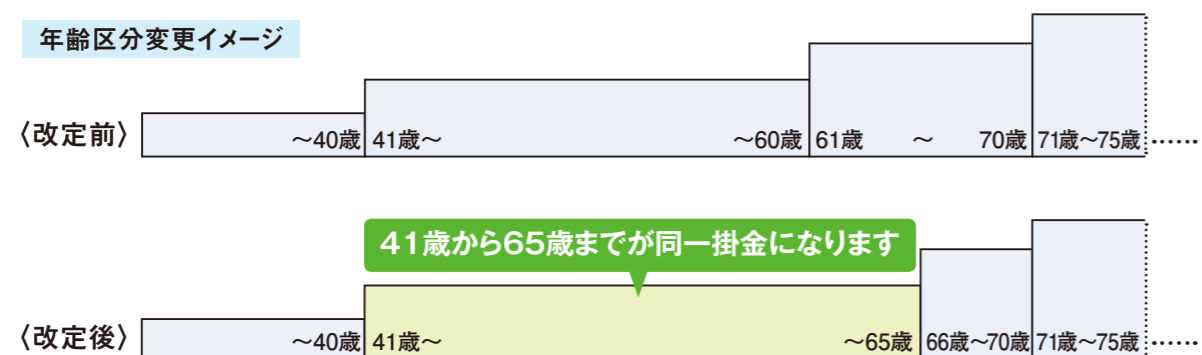 年齢区分変更イメージ
〈改定前〉 ～40歳 41歳～ ～60歳 61歳 ～ 70歳 71歳～75歳 ……
41歳から65歳までが同一掛金になります
〈改定後〉 ～40歳 41歳～ ～65歳 66歳～70歳 71歳～75歳 ……